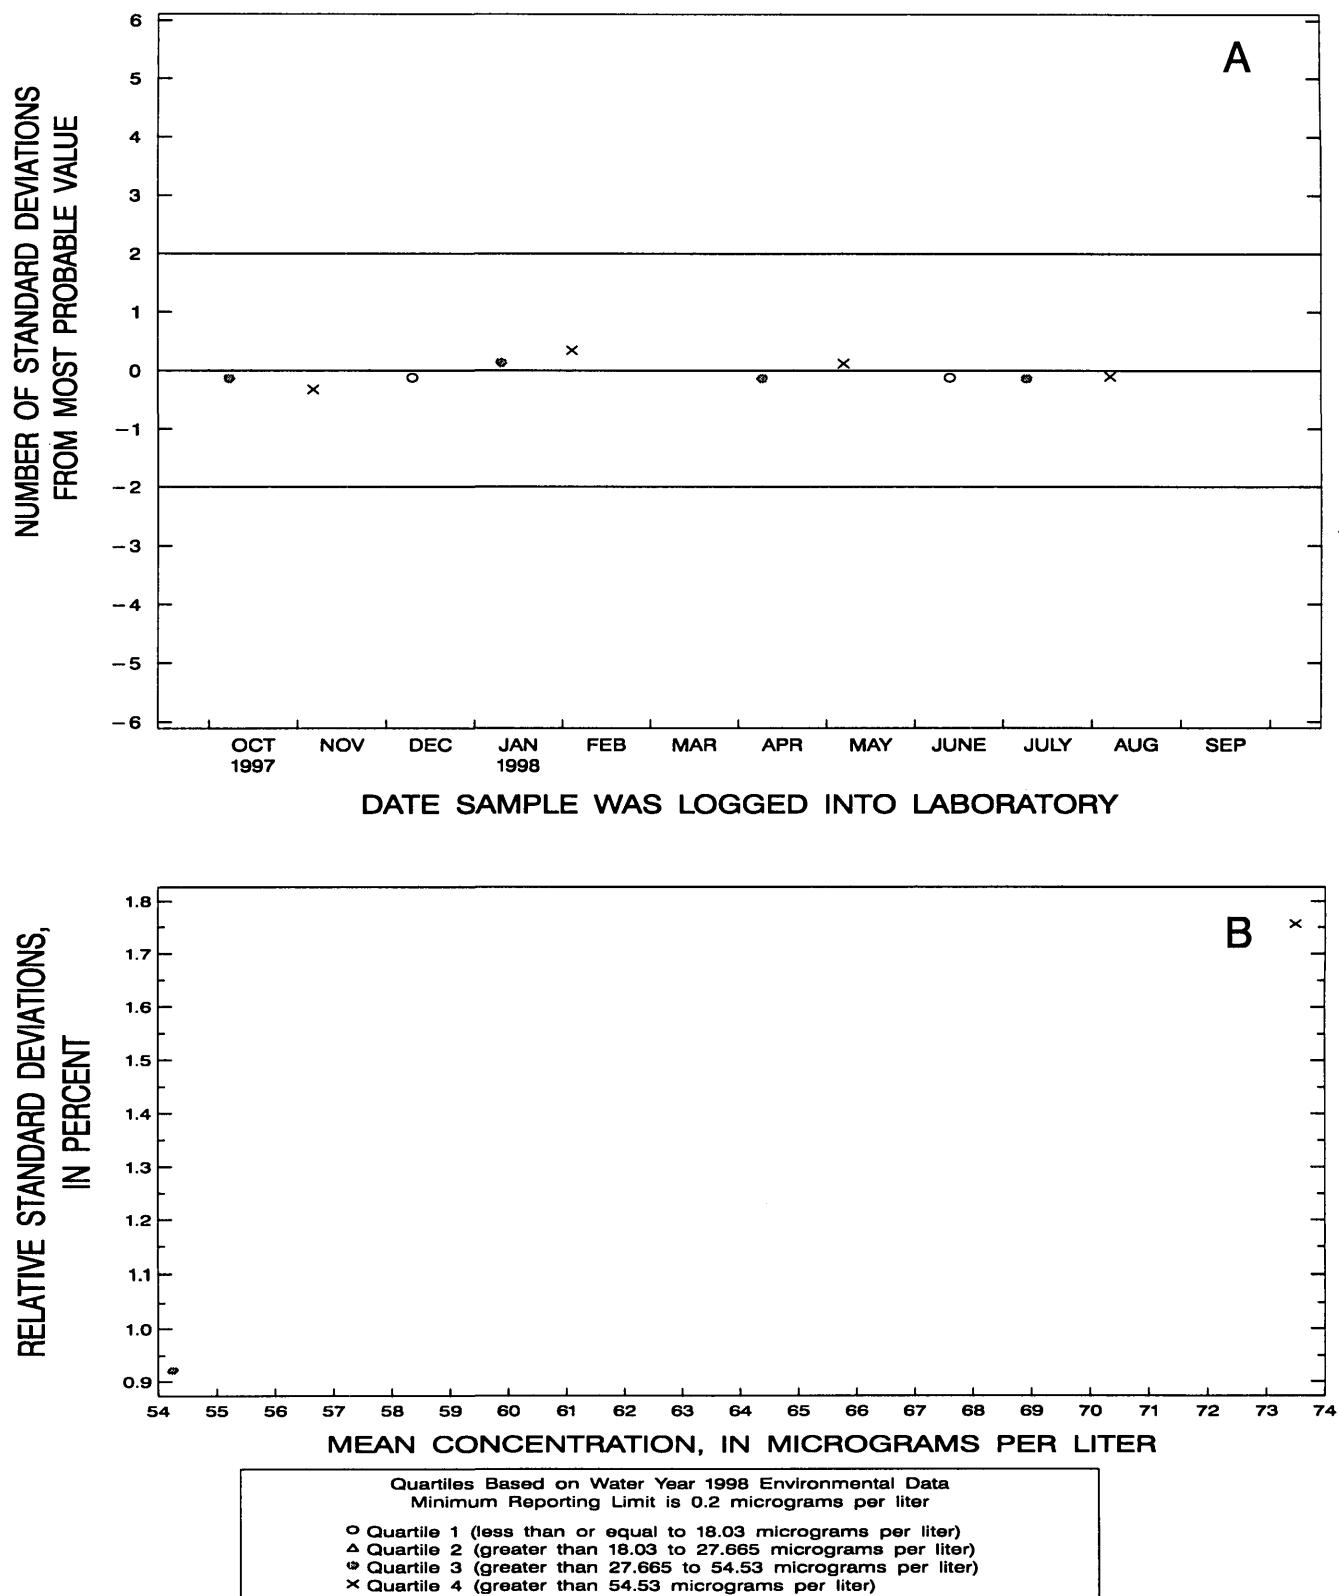 NUMBER OF STANDARD DEVIATIONS
FROM MOST PROBABLE VALUE
A
6
5
4
3
2
1
0
−1
−2
−3
−4
−5
−6
OCT NOV DEC JAN FEB MAR APR MAY JUNE JULY AUG SEP
1997 1998
DATE SAMPLE WAS LOGGED INTO LABORATORY
RELATIVE STANDARD DEVIATIONS,
IN PERCENT
B
1.8
1.7
1.6
1.5
1.4
1.3
1.2
1.1
1.0
0.9
54 55 56 57 58 59 60 61 62 63 64 65 66 67 68 69 70 71 72 73 74
MEAN CONCENTRATION, IN MICROGRAMS PER LITER
Quartiles Based on Water Year 1998 Environmental Data
Minimum Reporting Limit is 0.2 micrograms per liter
Quartile 1 (less than or equal to 18.03 micrograms per liter)
Quartile 2 (greater than 18.03 to 27.665 micrograms per liter)
Quartile 3 (greater than 27.665 to 54.53 micrograms per liter)
Quartile 4 (greater than 54.53 micrograms per liter)